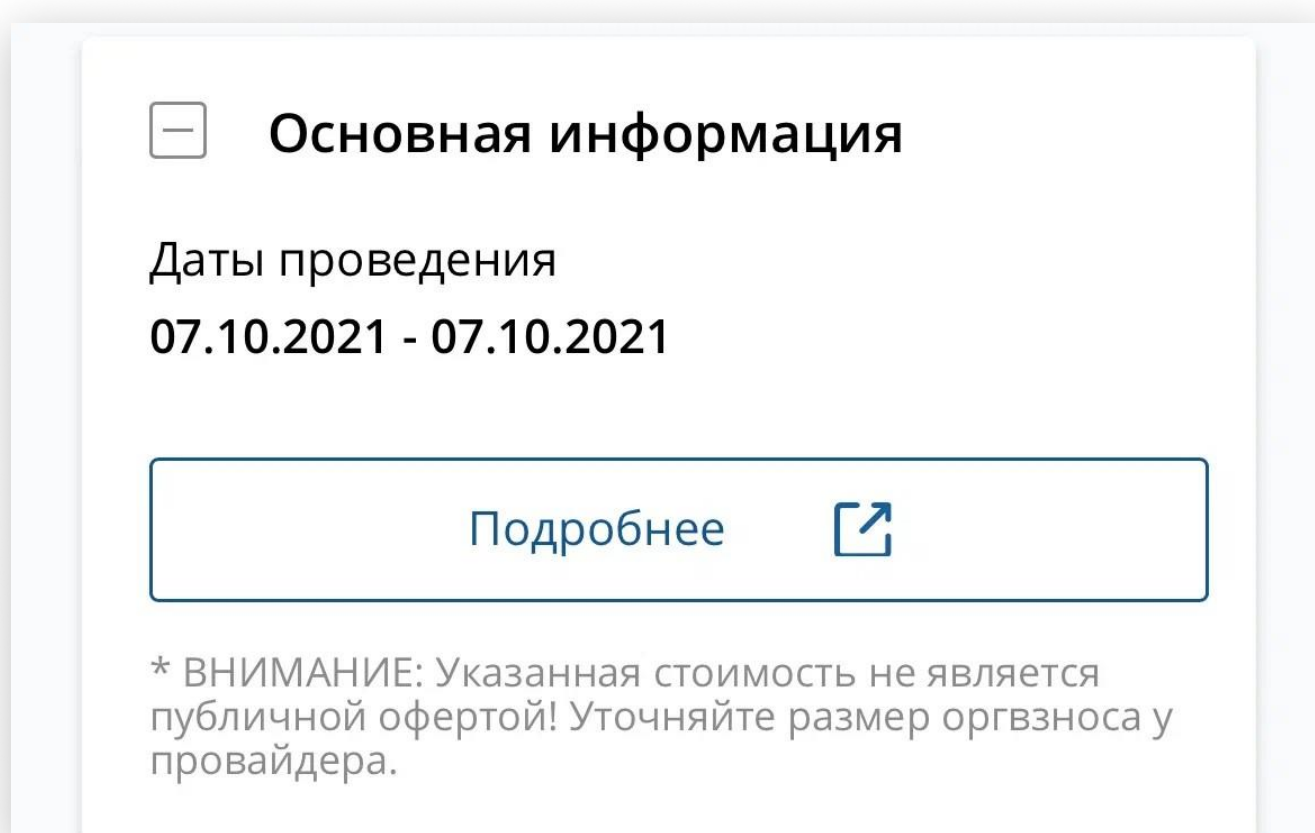 Основная информация
Даты проведения
07.10.2021 - 07.10.2021
Подробнее
* ВНИМАНИЕ: Указанная стоимость не является
публичной офертой! Уточняйте размер оргвзноса у
провайдера.